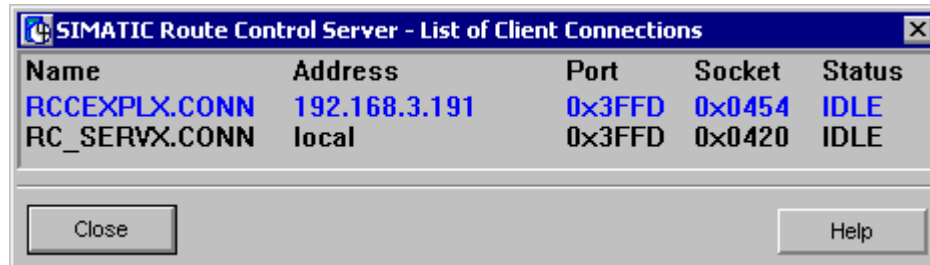 SIMATIC Route Control Server - List of Client Connections
Name Address Port Socket Status
RCCEXPLX.CONN 192.168.3.191 0x3FFD 0x0454 IDLE
RC_SERVX.CONN local 0x3FFD 0x0420 IDLE
Close Help